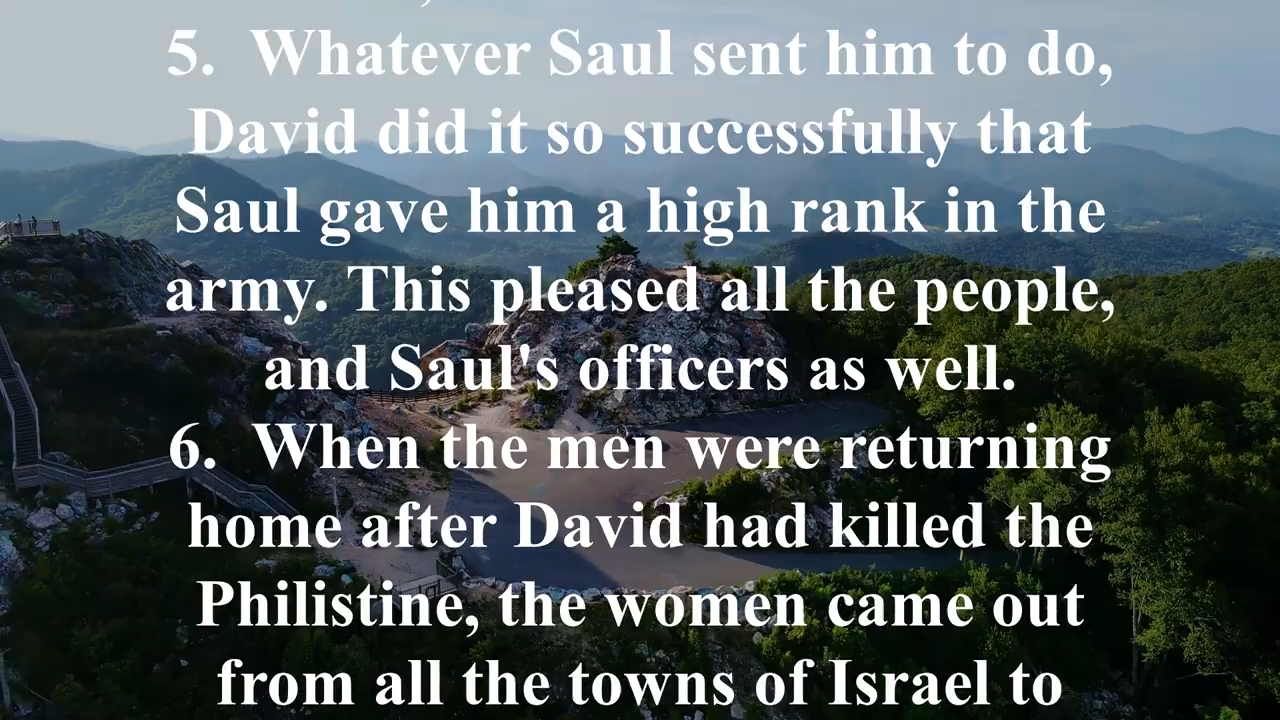 5. Whatever Saul sent him to do,
David did it so successfully that
Saul gave him a high rank in the
army. This pleased all the people,
and Saul's officers as well.
6. When the men were returning
home after David had killed the
Philistine, the women came out
from all the towns of Israel to